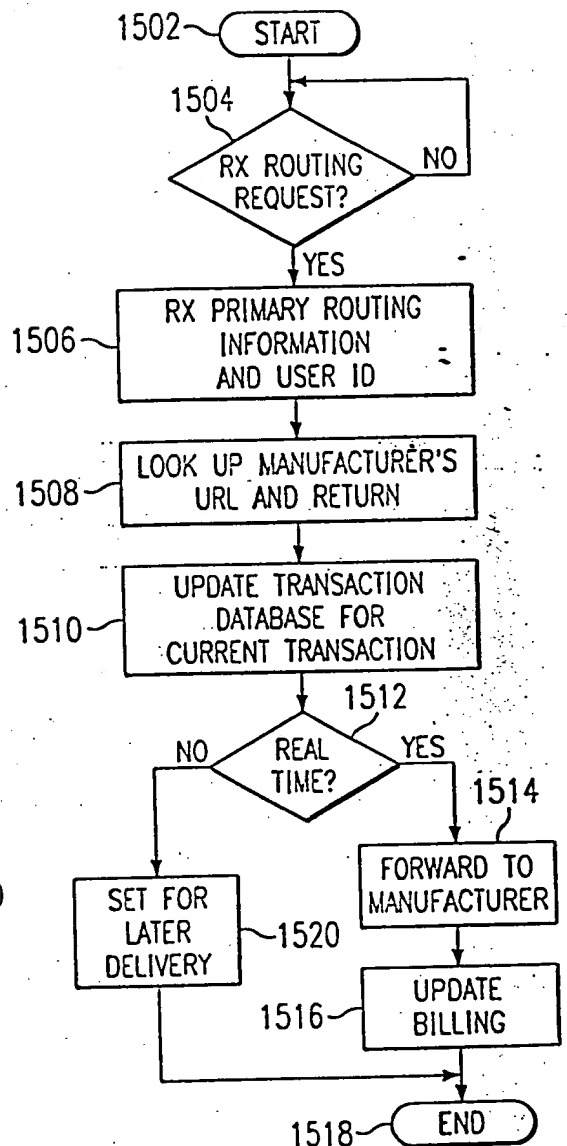 1502
START
1504
RX ROUTING
REQUEST?
NO
YES
1506
RX PRIMARY ROUTING
INFORMATION
AND USER ID
1508
LOOK UP MANUFACTURER'S
URL AND RETURN
1510
UPDATE TRANSACTION
DATABASE FOR
CURRENT TRANSACTION
1512
NO
REAL
TIME?
YES
1514
FORWARD TO
MANUFACTURER
SET FOR
LATER
DELIVERY
1520
1516
UPDATE
BILLING
1518
END